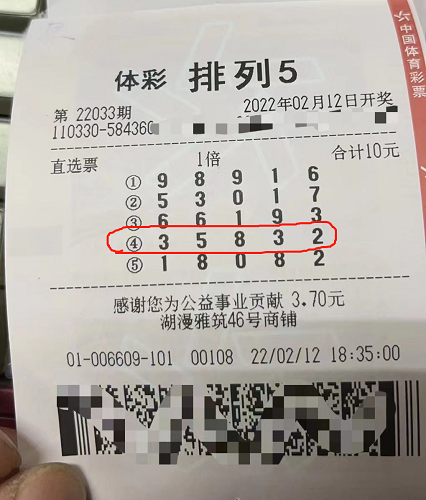 中国体育彩票
体彩 排列5
第 22033期 2022年02月12日开奖
110330-584360
直选票 1倍 合计10元
① 9 8 9 1 6
② 5 3 0 1 7
③ 6 6 1 9 3
④ 3 5 8 3 2
⑤ 1 8 0 8 2
感谢您为公益事业贡献 3.70元
湖漫雅筑46号商铺
01-006609-101 00108 22/02/12 18:35:00